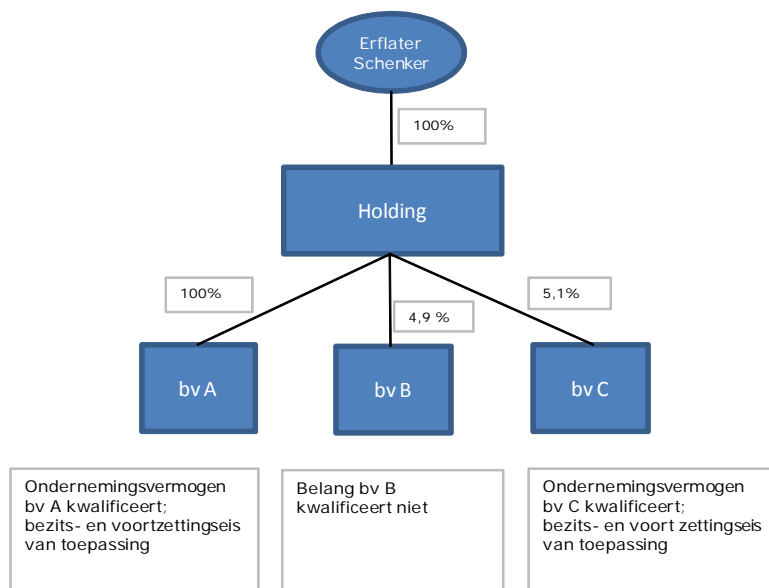 Erflater
Schenker
100%
Holding
100%
4,9 %
5,1%
bv A
bv B
bv C
Ondernemingsvermogen
bv A kwalificeert;
bezits- en voortzettingseis
van toepassing
Belang bv B
kwalificeert niet
Ondernemingsvermogen
bv C kwalificeert;
bezits- en voort zettingseis
van toepassing